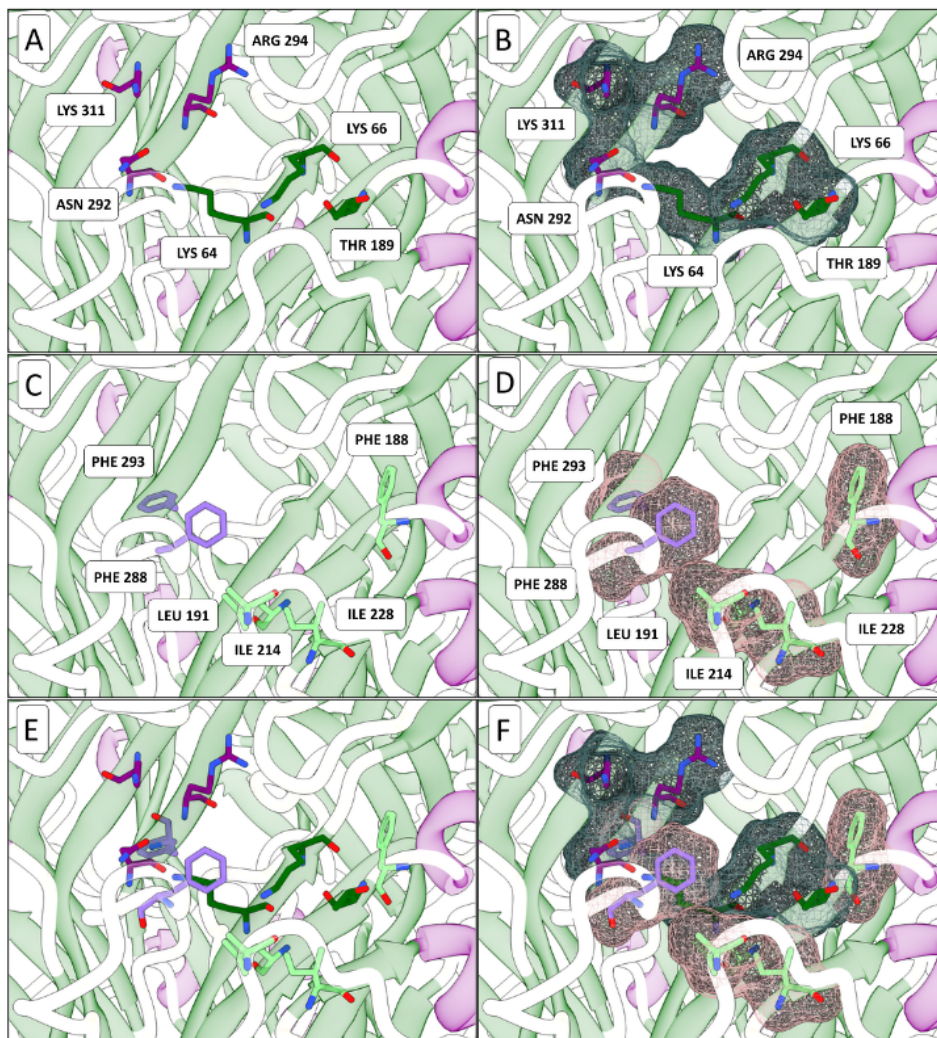 A
ARG 294
LYS 311
LYS 66
ASN 292
LYS 64
THR 189
B
ARG 294
LYS 311
LYS 66
ASN 292
LYS 64
THR 189
C
PHE 188
PHE 293
PHE 288
LEU 191
ILE 228
ILE 214
D
PHE 188
PHE 293
PHE 288
LEU 191
ILE 228
ILE 214
E
F